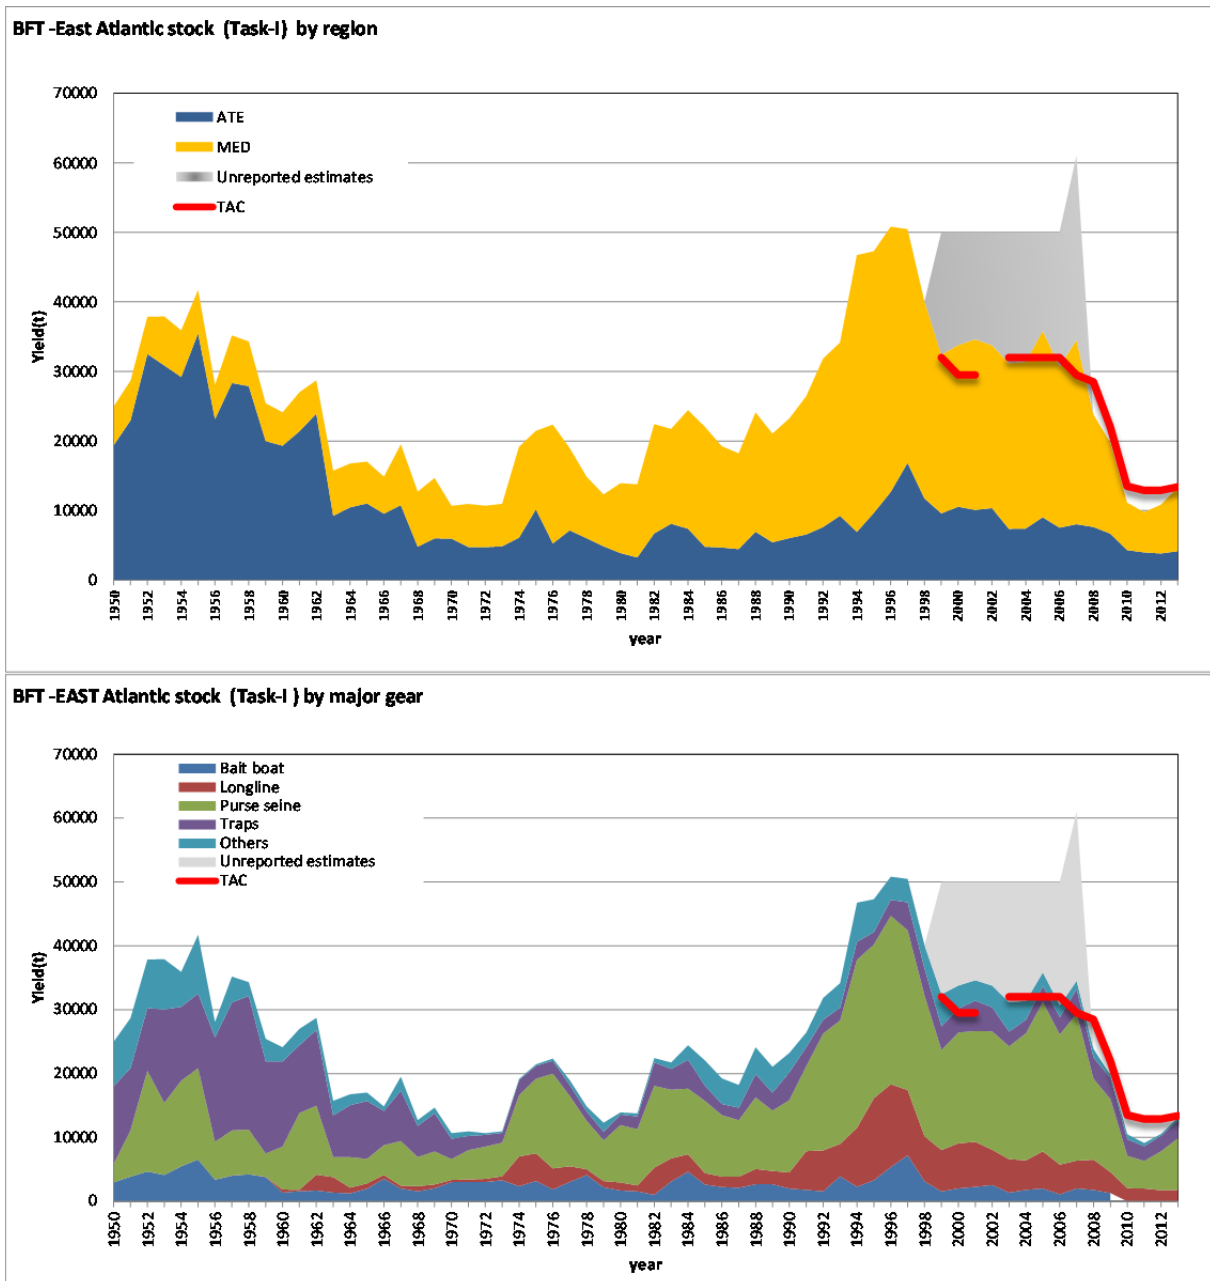 BFT -East Atlantic stock (Task-I) by region
70000
60000
50000
40000
30000
20000
10000
0
Yield(t)
ATE
MED
Unreported estimates
TAC
1950 1952 1954 1956 1958 1960 1962 1964 1966 1968 1970 1972 1974 1976 1978 1980 1982 1984 1986 1988 1990 1992 1994 1996 1998 2000 2002 2004 2006 2008 2010 2012
year
BFT -EAST Atlantic stock (Task-I ) by major gear
70000
60000
50000
40000
30000
20000
10000
0
Yield(t)
Bait boat
Longline
Purse seine
Traps
Others
Unreported estimates
TAC
1950 1952 1954 1956 1958 1960 1962 1964 1966 1968 1970 1972 1974 1976 1978 1980 1982 1984 1986 1988 1990 1992 1994 1996 1998 2000 2002 2004 2006 2008 2010 2012
year